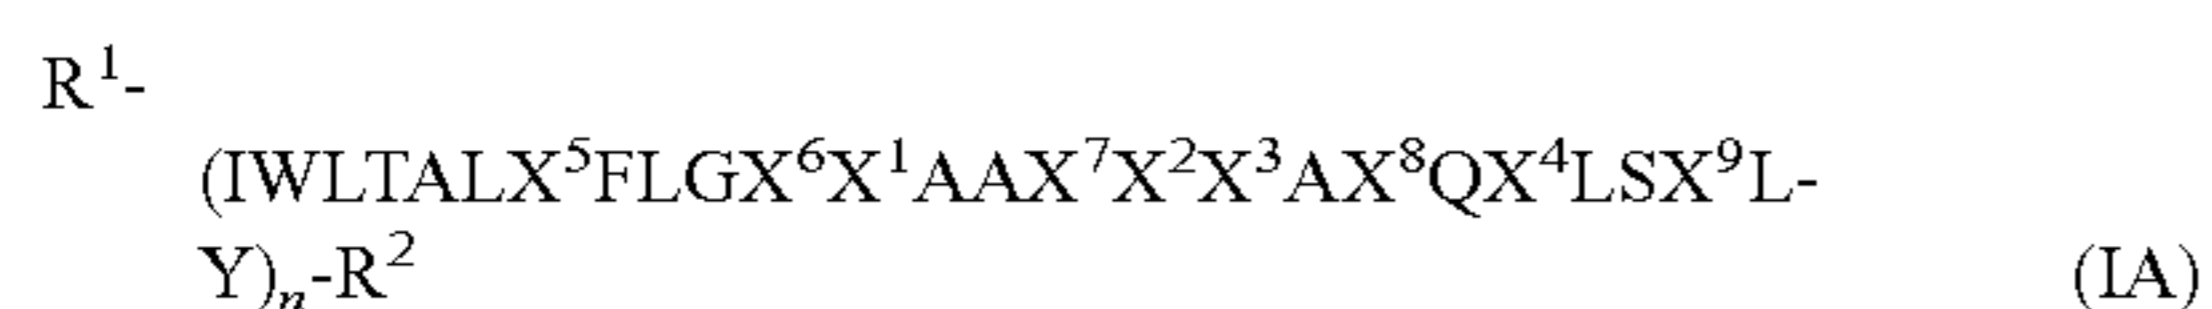 R¹-
(IWLTALX⁵FLGX⁶X¹AAX⁷X²X³AX⁸QX⁴LSX⁹L-
Y)ₙ-R² (IA)